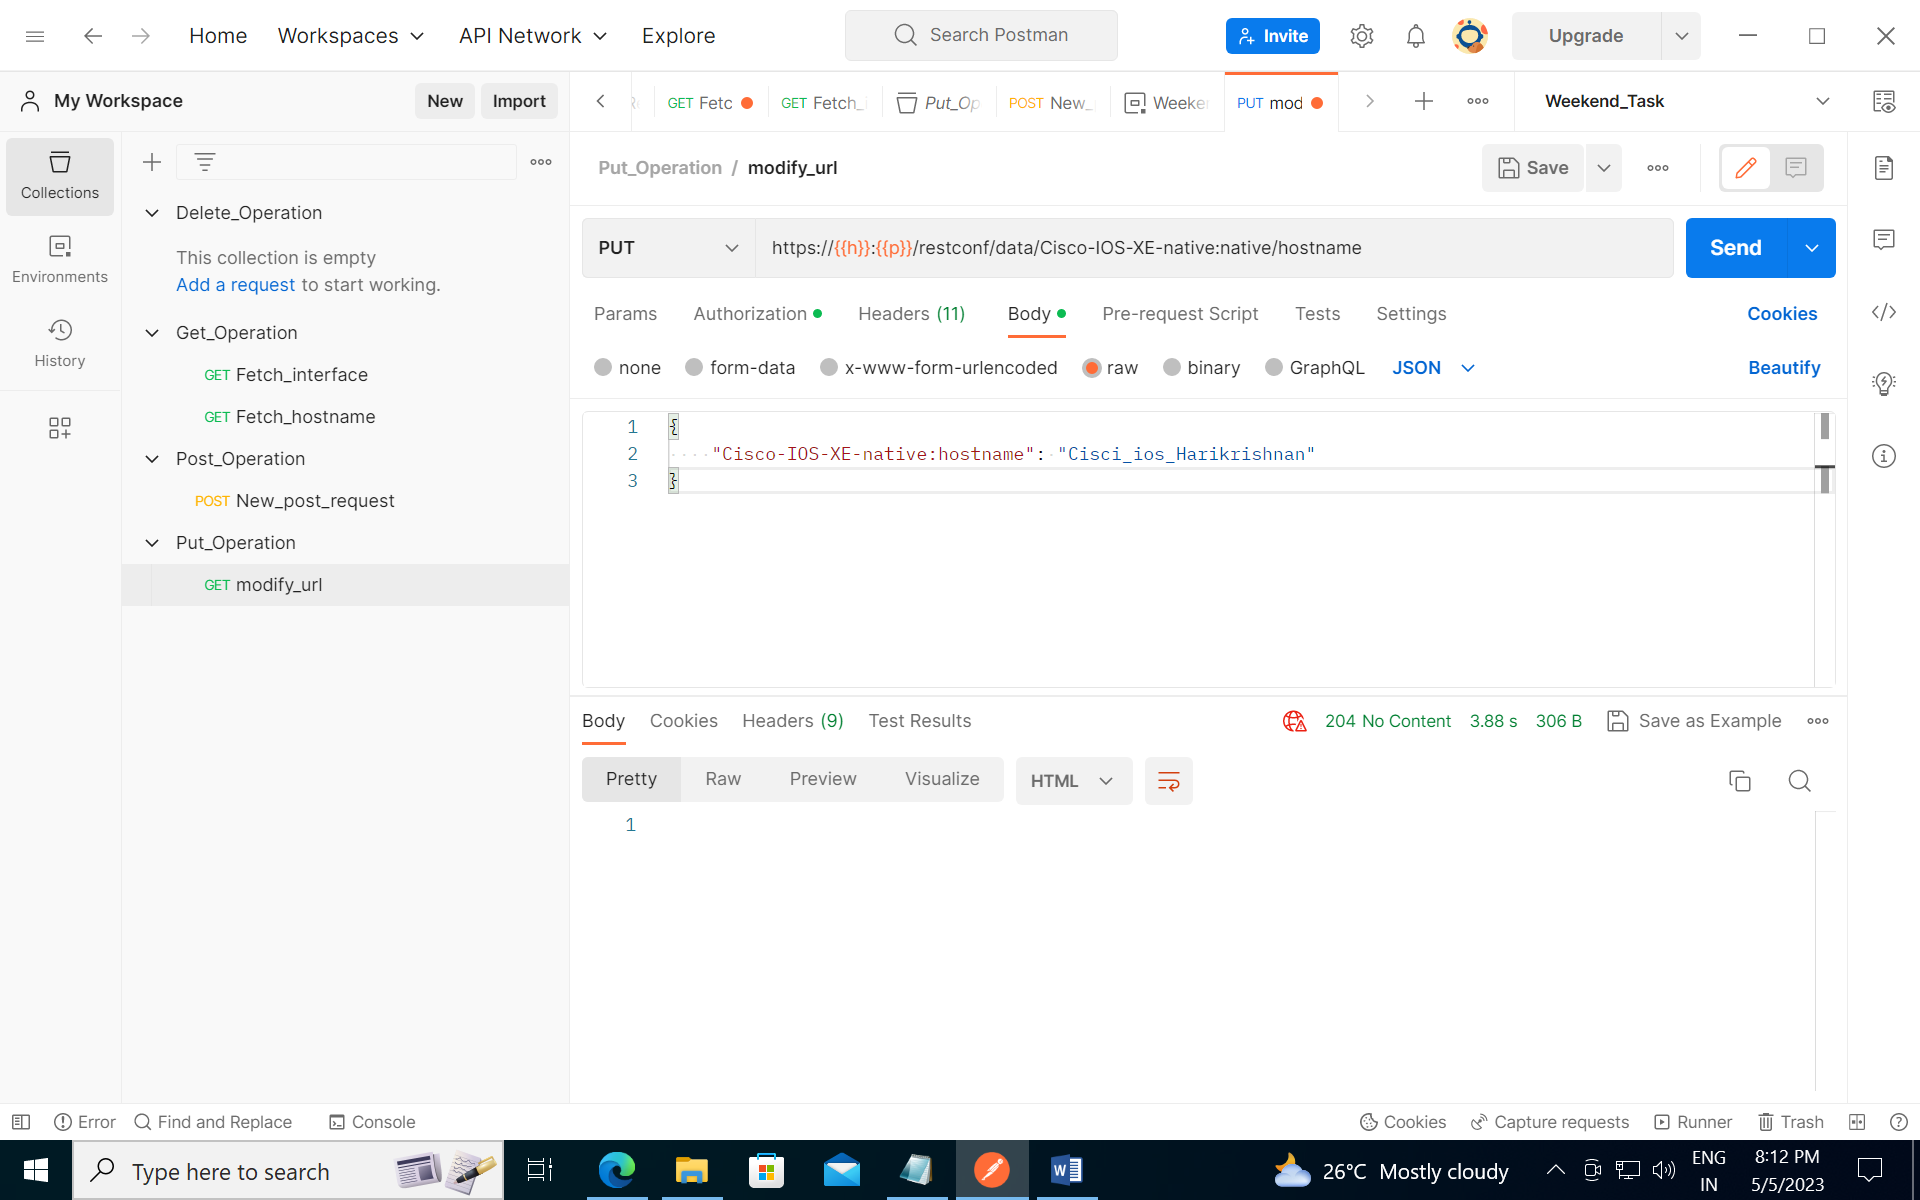 Home
Workspaces
API Network
Explore
Search Postman
Invite
Upgrade
My Workspace
New
Import
GET Fetc
GET Fetch_
Put_Op
POST New_
Weeke
PUT mod
Weekend_Task
Collections
Environments
History
Delete_Operation
This collection is empty
Add a request to start working.
Get_Operation
GET Fetch_interface
GET Fetch_hostname
Post_Operation
POST New_post_request
Put_Operation
GET modify_url
Put_Operation / modify_url
Save
PUT
https://{{h}}:{{p}}/restconf/data/Cisco-IOS-XE-native:native/hostname
Send
Params
Authorization
Headers (11)
Body
Pre-request Script
Tests
Settings
Cookies
none
form-data
x-www-form-urlencoded
raw
binary
GraphQL
JSON
Beautify
1 {
2 "Cisco-IOS-XE-native:hostname": "Cisci_ios_Harikrishnan"
3 }
Body
Cookies
Headers (9)
Test Results
204 No Content
3.88 s
306 B
Save as Example
Pretty
Raw
Preview
Visualize
HTML
1
Error
Find and Replace
Console
Cookies
Capture requests
Runner
Trash
Type here to search
26°C Mostly cloudy
ENG
IN
8:12 PM
5/5/2023